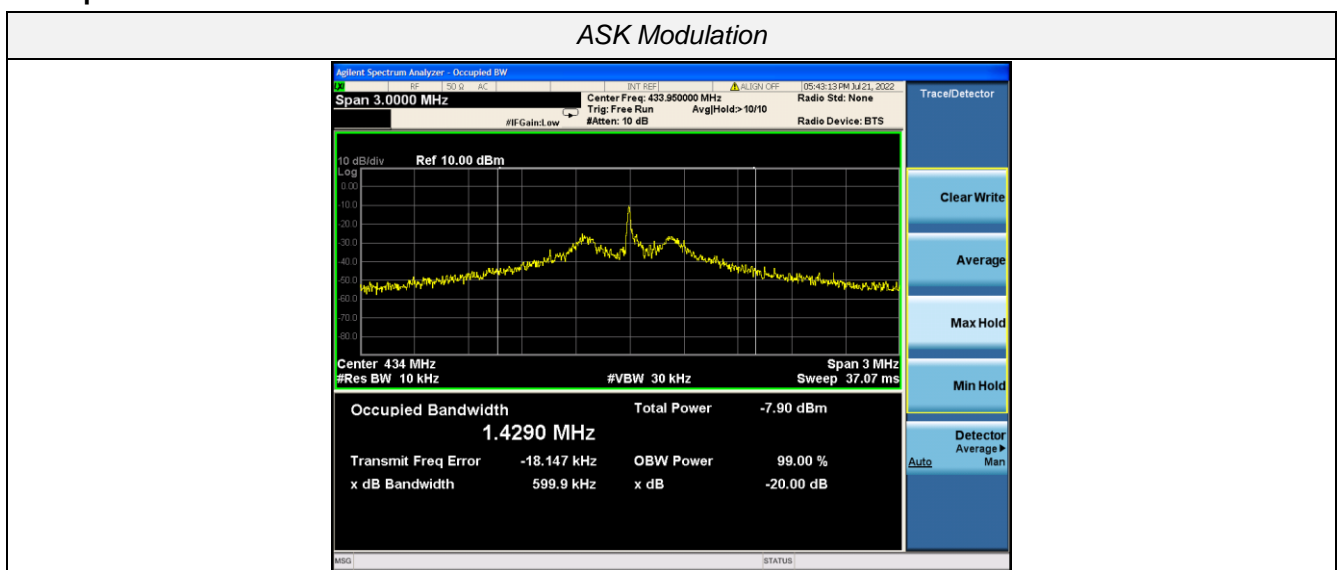 ASK Modulation
Agilent Spectrum Analyzer - Occupied BW
RF 50 Ω AC INT REF ALIGN OFF 05:43:13 PM Jul 21, 2022
Span 3.0000 MHz Center Freq: 433.950000 MHz Radio Std: None
Trig: Free Run Avg|Hold:> 10/10
#IFGain:Low #Atten: 10 dB Radio Device: BTS
10 dB/div Ref 10.00 dBm
Log
0.00
-10.0
-20.0
-30.0
-40.0
-50.0
-60.0
-70.0
-80.0
Center 434 MHz Span 3 MHz
#Res BW 10 kHz #VBW 30 kHz Sweep 37.07 ms
Occupied Bandwidth Total Power -7.90 dBm
1.4290 MHz
Transmit Freq Error -18.147 kHz OBW Power 99.00 %
x dB Bandwidth 599.9 kHz x dB -20.00 dB
MSG STATUS
Trace/Detector
Clear Write
Average
Max Hold
Min Hold
Detector
Average
Auto Man